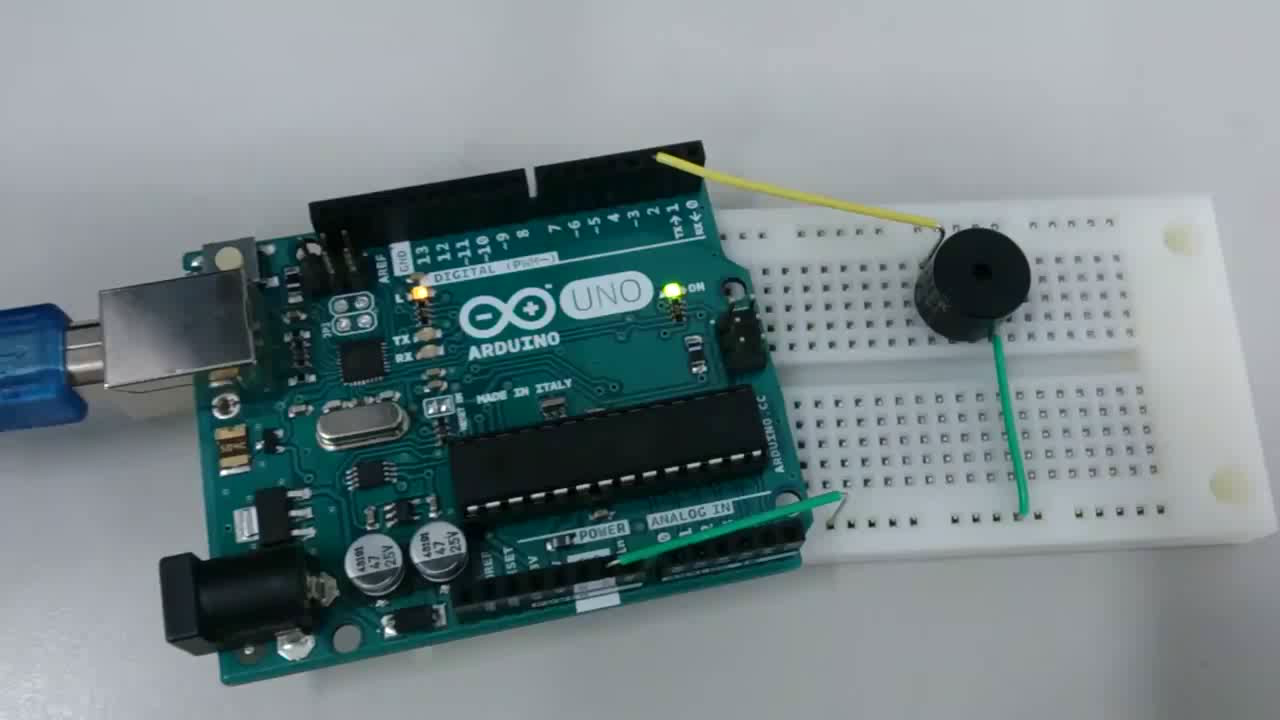 AREF
GND
13
12
~11
~10
~9
8
7
~6
~5
4
~3
2
TX→1
RX←0
DIGITAL (PWM~)
L
TX
RX
UNO
ON
ARDUINO
MADE IN ITALY
ARDUINO.CC
47
25V
47
25V
POWER
ANALOG IN
0